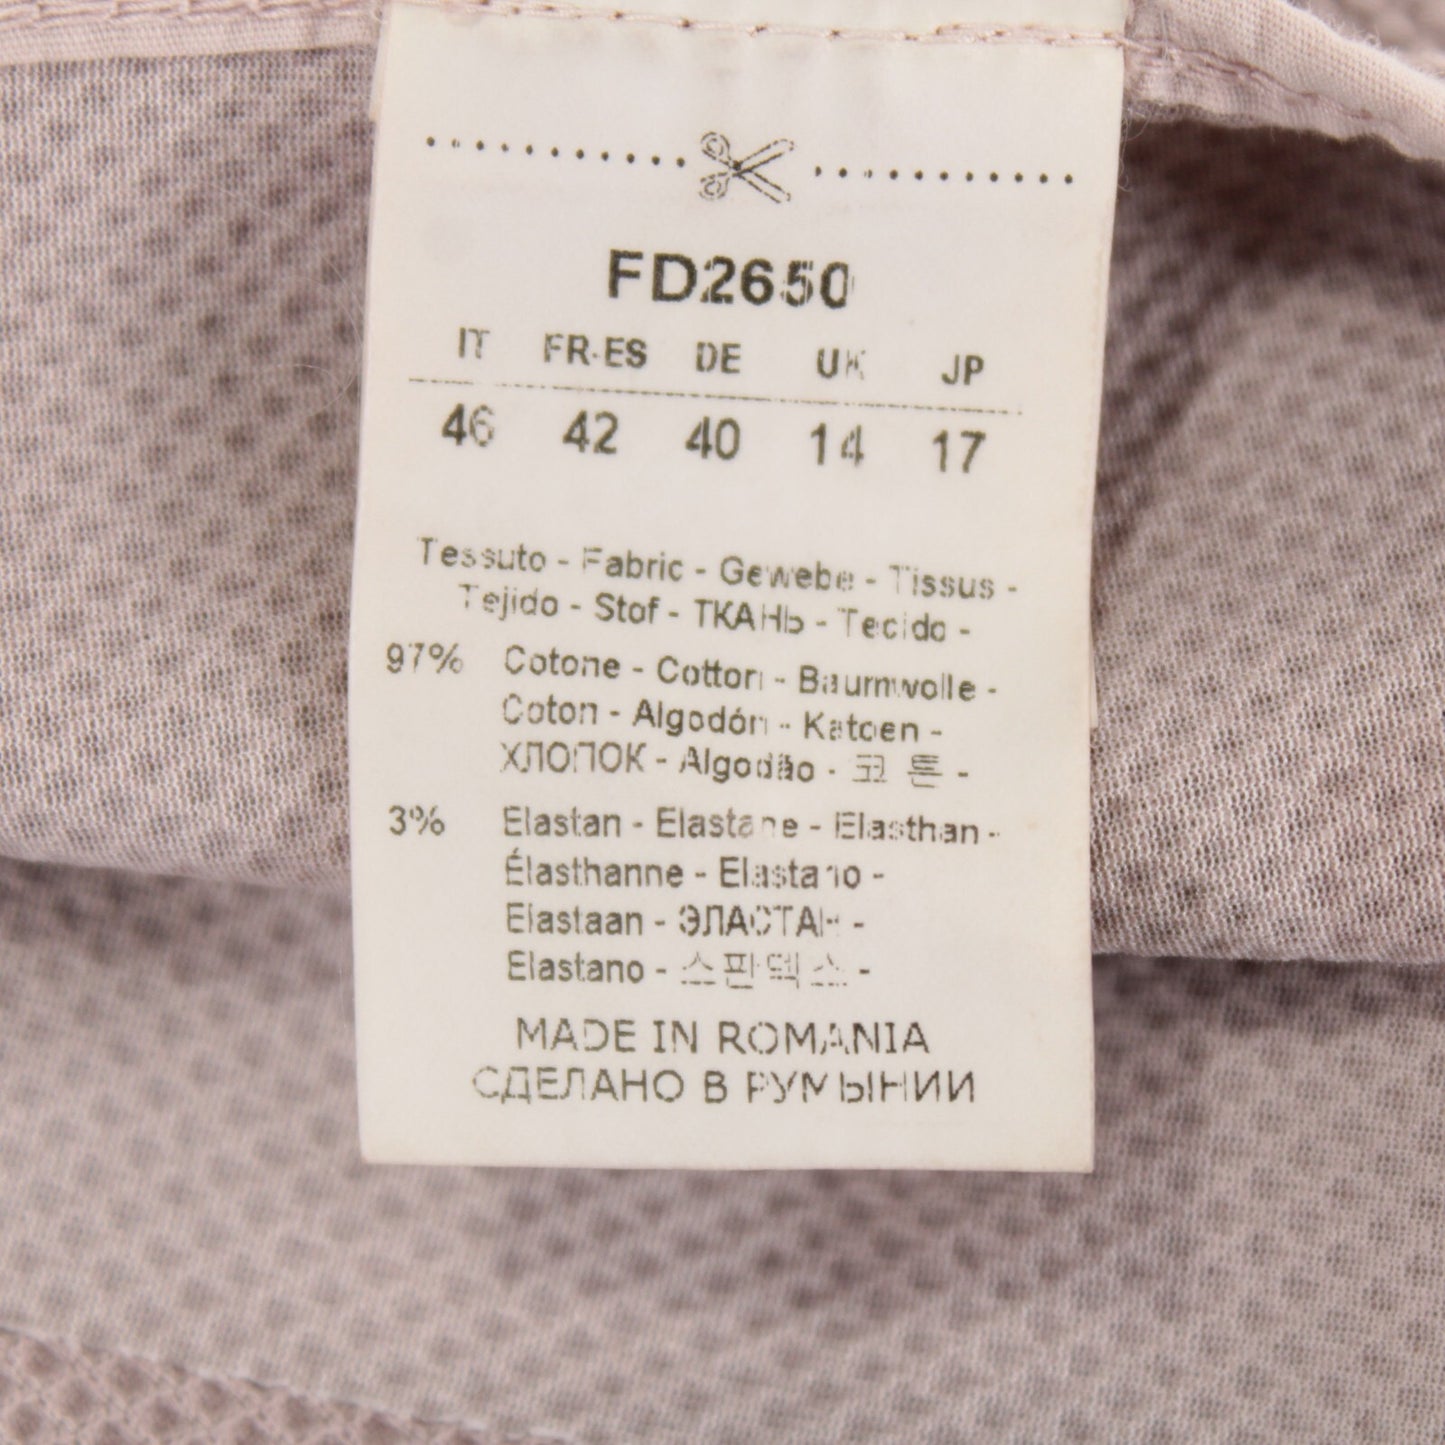 FD2650
IT FR-ES DE UK JP
46 42 40 14 17
Tessuto - Fabric - Gewebe - Tissus -
Tejido - Stof - ТКАНЬ - Tecido -
97% Cotone - Cotton - Baumwolle -
Coton - Algodón - Katoen -
ХЛОПОК - Algodão - 코 튼 -
3% Elastan - Elastane - Elasthan -
Élasthanne - Elastano -
Elastaan - ЭЛАСТАН -
Elastano - 스판덱스 -
MADE IN ROMANIA
СДЕЛАНО В РУМЫНИИ